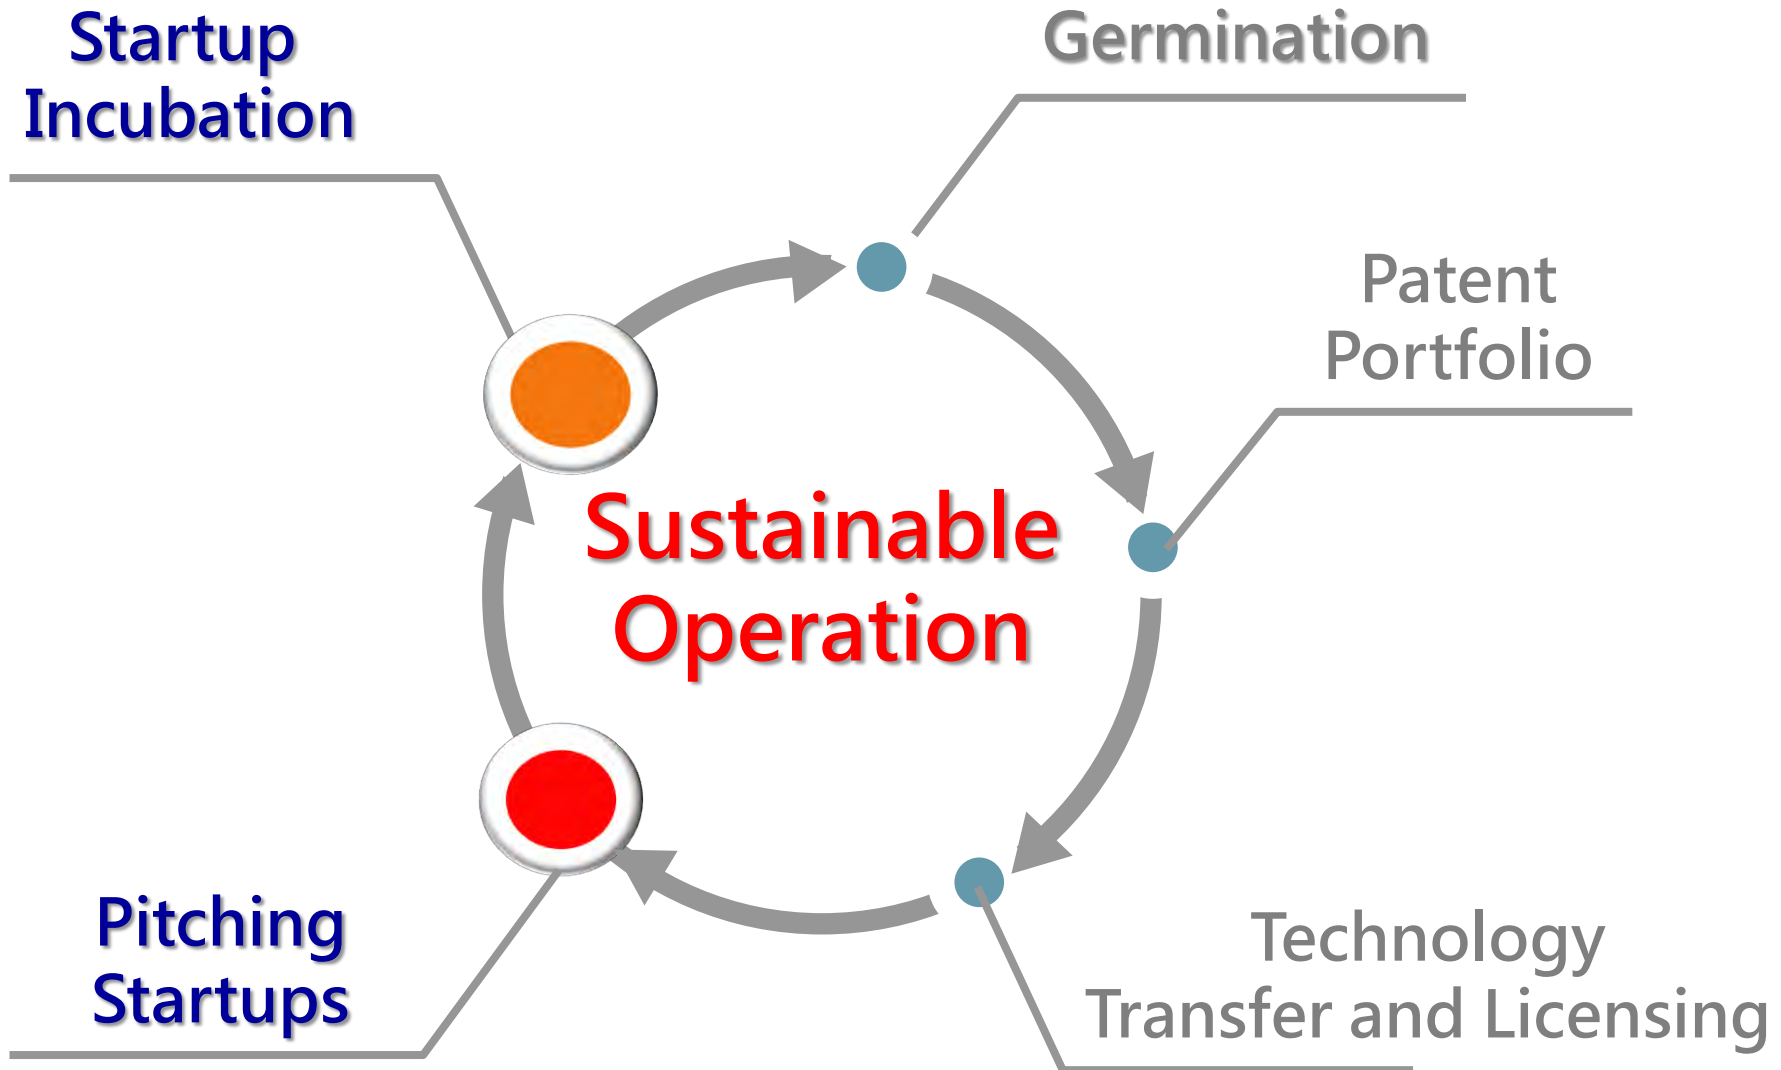 Startup
Incubation
Germination
Patent
Portfolio
Sustainable
Operation
Pitching
Startups
Technology
Transfer and Licensing